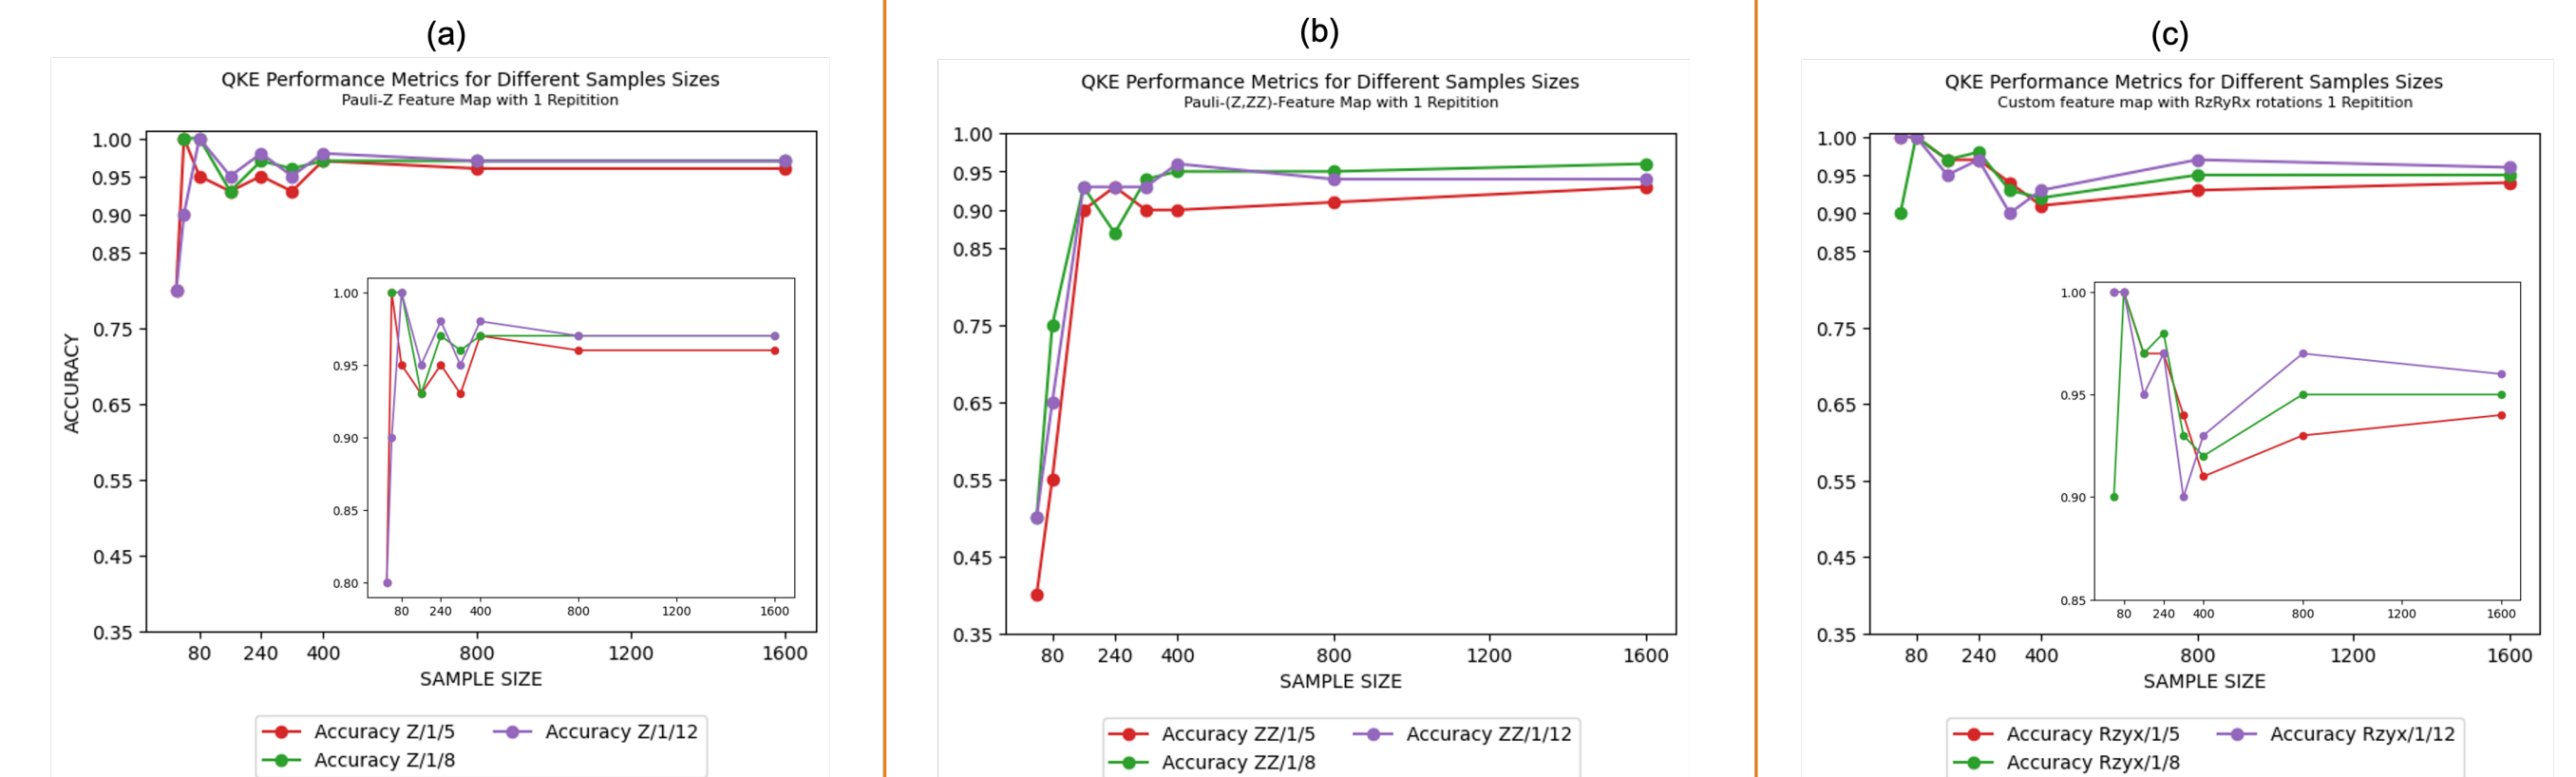 (a)
QKE Performance Metrics for Different Samples Sizes
Pauli-Z Feature Map with 1 Repitition
ACCURACY
1.00
0.95
0.90
0.85
0.75
0.65
0.55
0.45
0.35
1.00
0.95
0.90
0.85
0.80
80 240 400 800 1200 1600
80 240 400 800 1200 1600
SAMPLE SIZE
Accuracy Z/1/5 Accuracy Z/1/12
Accuracy Z/1/8
(b)
QKE Performance Metrics for Different Samples Sizes
Pauli-(Z,ZZ)-Feature Map with 1 Repitition
1.00
0.95
0.90
0.85
0.75
0.65
0.55
0.45
0.35
80 240 400 800 1200 1600
SAMPLE SIZE
Accuracy ZZ/1/5 Accuracy ZZ/1/12
Accuracy ZZ/1/8
(c)
QKE Performance Metrics for Different Samples Sizes
Custom feature map with RzRyRx rotations 1 Repitition
1.00
0.95
0.90
0.85
0.75
0.65
0.55
0.45
0.35
1.00
0.95
0.90
0.85
80 240 400 800 1200 1600
80 240 400 800 1200 1600
SAMPLE SIZE
Accuracy Rzyx/1/5 Accuracy Rzyx/1/12
Accuracy Rzyx/1/8